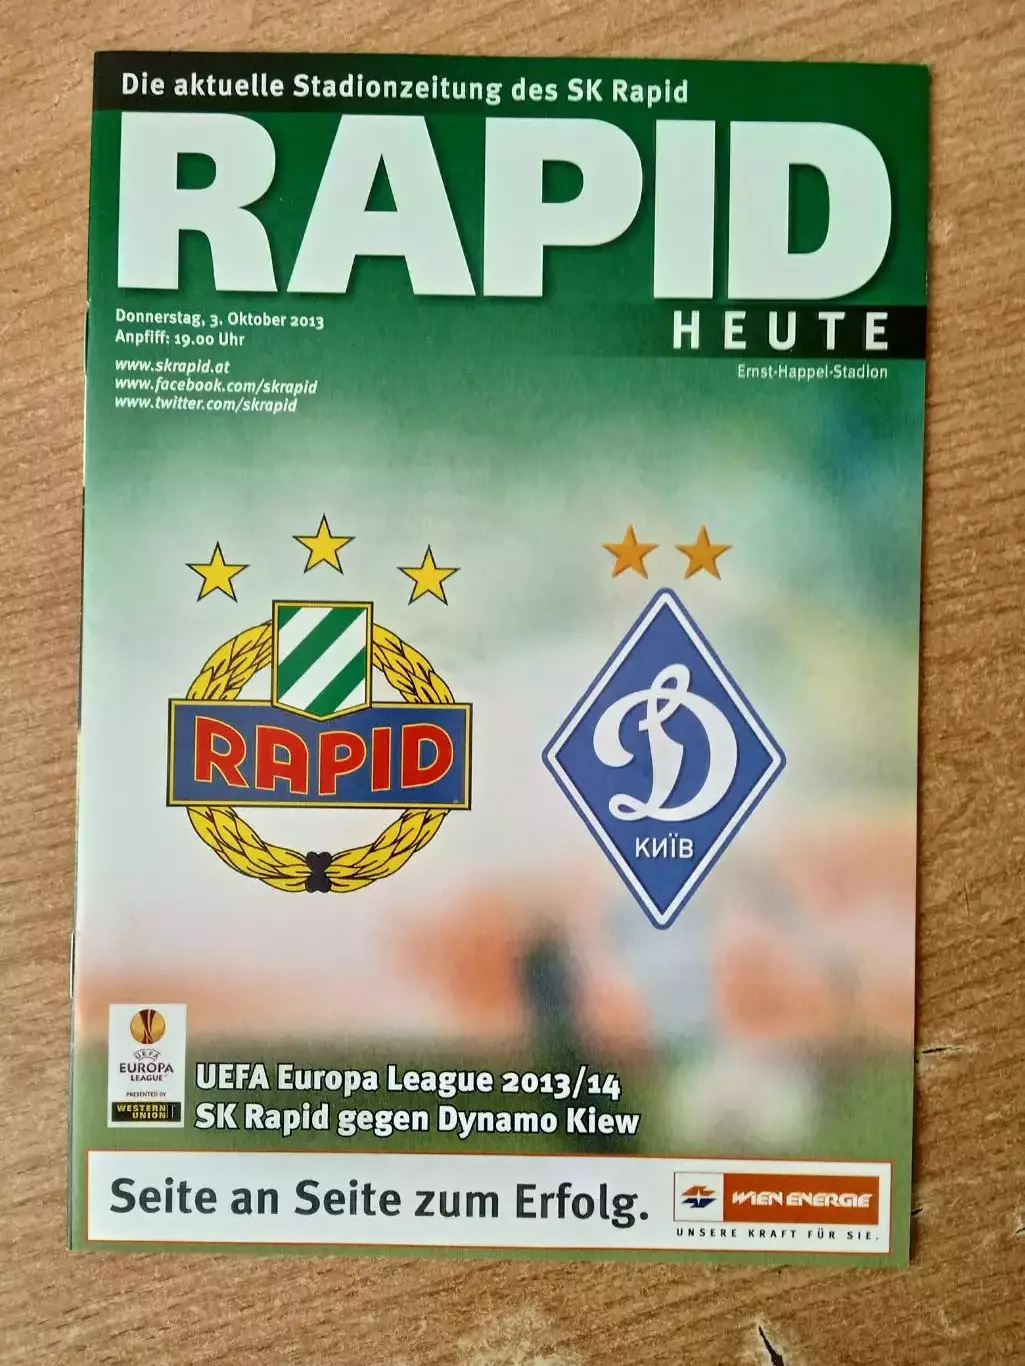 Die aktuelle Stadionzeitung des SK Rapid
RAPID
HEUTE
Donnerstag, 3. Oktober 2013
Anpfiff: 19.00 Uhr
Ernst-Happel-Stadion
www.skrapid.at
www.facebook.com/skrapid
www.twitter.com/skrapid
RAPID
Д
КИЇВ
UEFA
EUROPA
LEAGUE
PRESENTED BY
WESTERN
UNION
UEFA Europa League 2013/14
SK Rapid gegen Dynamo Kiew
Seite an Seite zum Erfolg.
WIEN ENERGIE
UNSERE KRAFT FÜR SIE.